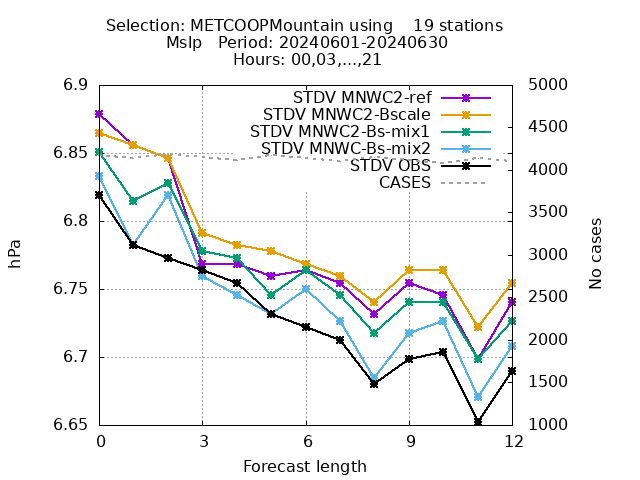 Selection: METCOOPMountain using    19 stations
Mslp   Period: 20240601-20240630
Hours: 00,03,...,21
6.9
6.85
6.8
6.75
6.7
6.65
hPa
STDV MNWC2-ref
STDV MNWC2-Bscale
STDV MNWC2-Bs-mix1
STDV MNWC-Bs-mix2
STDV OBS
CASES
5000
4500
4000
3500
3000
2500
2000
1500
1000
No cases
0 3 6 9 12
Forecast length